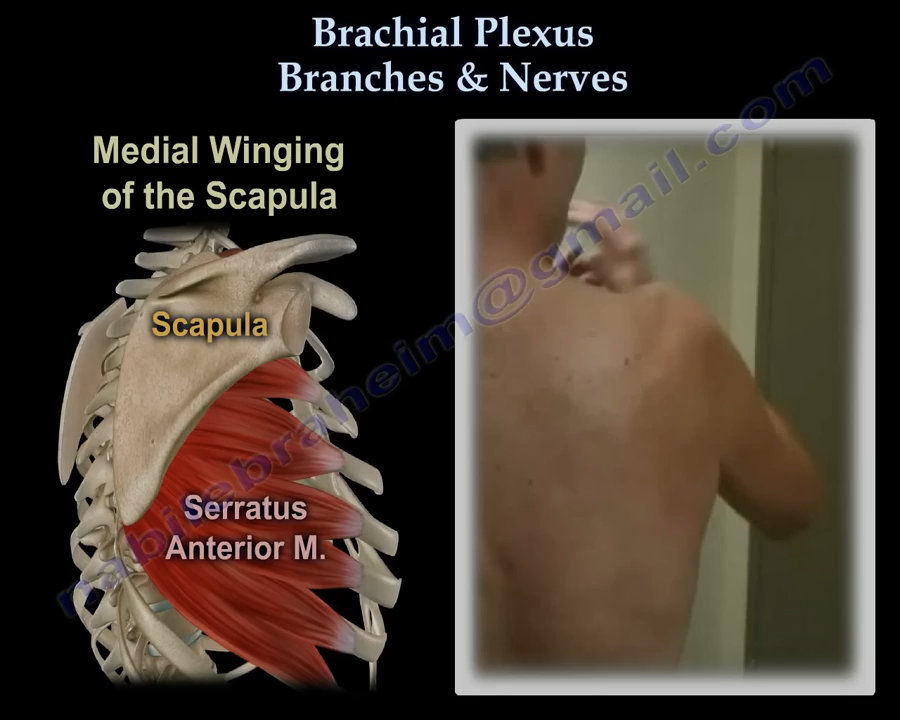 Brachial Plexus
Branches & Nerves
Medial Winging
of the Scapula
Scapula
Serratus
Anterior M.
nabilebraheim@gmail.com